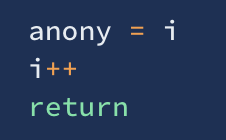 anony = i
i++
return